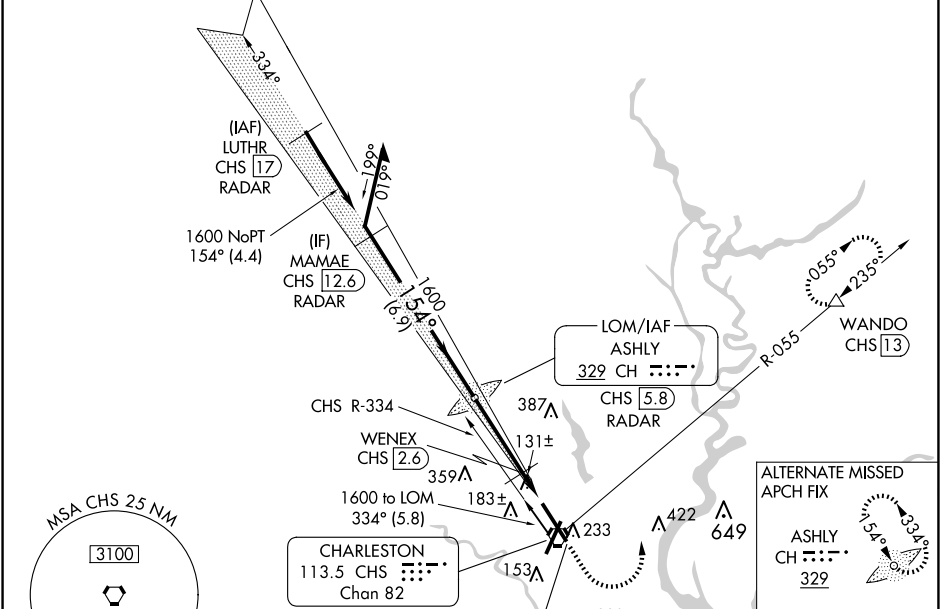 334°
(IAF)
LUTHR
CHS 17
RADAR
199°
019°
1600 NoPT
154° (4.4)
(IF)
MAMAE
CHS 12.6
RADAR
1600
154°
(6.9)
055°
235°
WANDO
CHS 13
R-055
LOM/IAF
ASHLY
329 CH
CHS 5.8
RADAR
CHS R-334
387
WENEX
CHS 2.6
131±
359
183±
1600 to LOM
334° (5.8)
233
422
649
153
CHARLESTON
113.5 CHS
Chan 82
MSA CHS 25 NM
3100
ALTERNATE MISSED
APCH FIX
ASHLY
CH
329
154°
334°